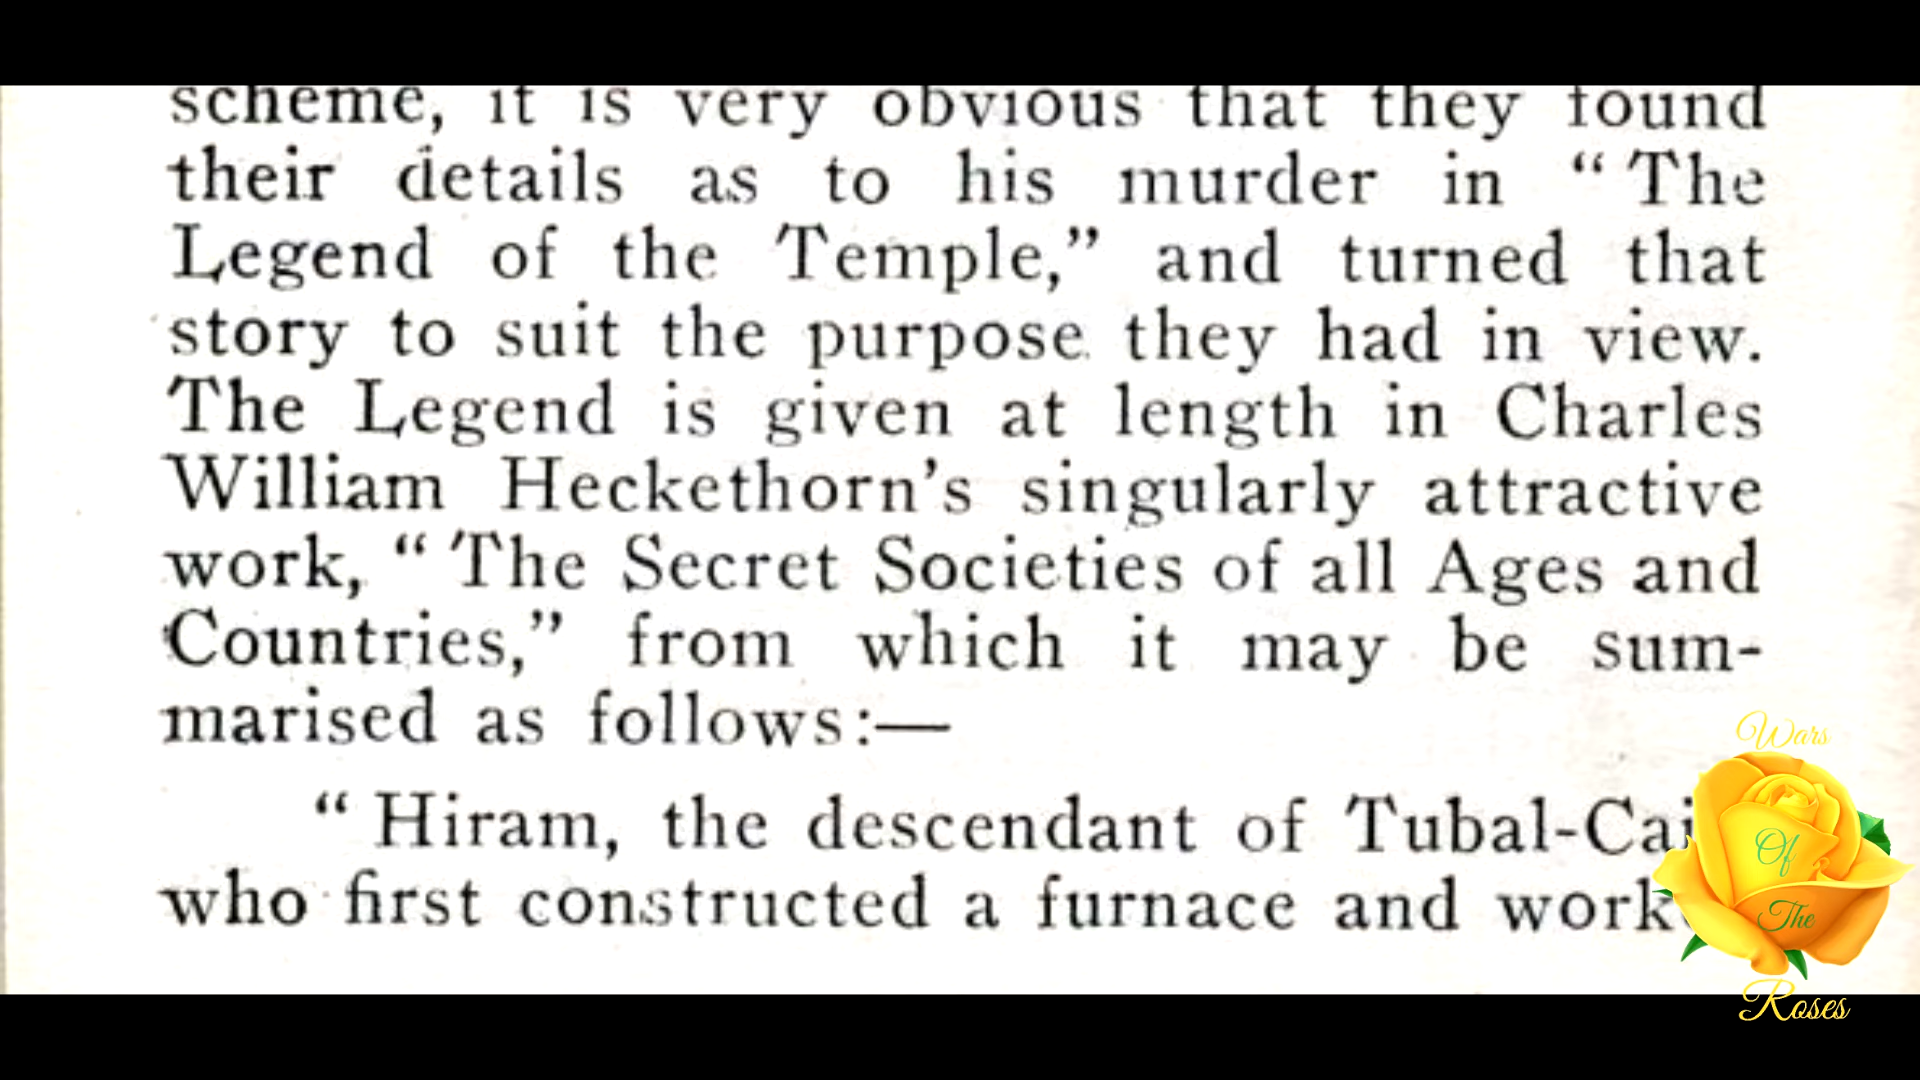 scheme, it is very obvious that they found
their details as to his murder in “The
Legend of the Temple,” and turned that
story to suit the purpose they had in view.
The Legend is given at length in Charles
William Heckethorn’s singularly attractive
work, “The Secret Societies of all Ages and
Countries,” from which it may be sum-
marised as follows:—
“Hiram, the descendant of Tubal-Cai
who first constructed a furnace and work
Wars
Of
The
Roses